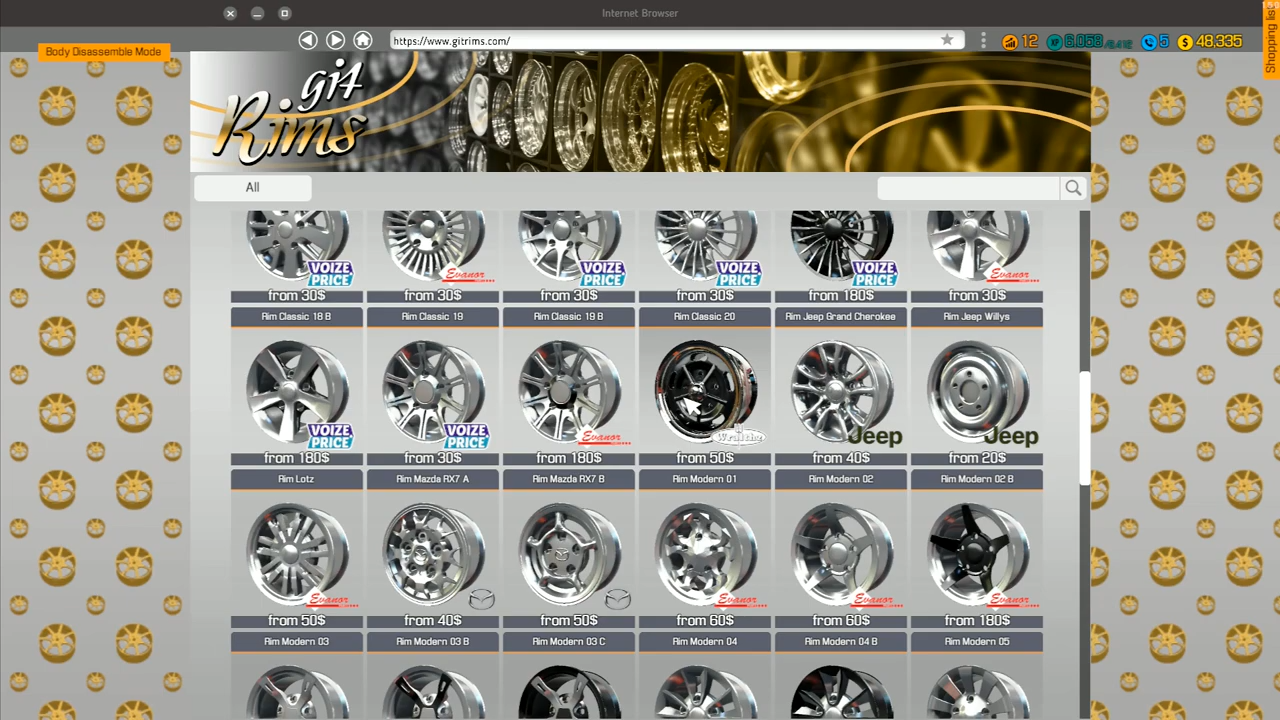 Internet Browser
Shopping list
Body Disassemble Mode
https://www.gitrims.com/
12
6,058/8,412
5
$ 48,335
gi4
Rims
All
VOIZE PRICE
Evanor
VOIZE PRICE
VOIZE PRICE
VOIZE PRICE
Evanor
from 30$ from 30$ from 30$ from 30$ from 180$ from 30$
Rim Classic 18 B Rim Classic 19 Rim Classic 19 B Rim Classic 20 Rim Jeep Grand Cherokee Rim Jeep Willys
VOIZE PRICE
VOIZE PRICE
Evanor
Jeep
Jeep
from 180$ from 30$ from 180$ from 50$ from 40$ from 20$
Rim Lotz Rim Mazda RX7 A Rim Mazda RX7 B Rim Modern 01 Rim Modern 02 Rim Modern 02 B
Evanor
Evanor
Evanor
Evanor
from 50$ from 40$ from 50$ from 60$ from 60$ from 180$
Rim Modern 03 Rim Modern 03 B Rim Modern 03 C Rim Modern 04 Rim Modern 04 B Rim Modern 05